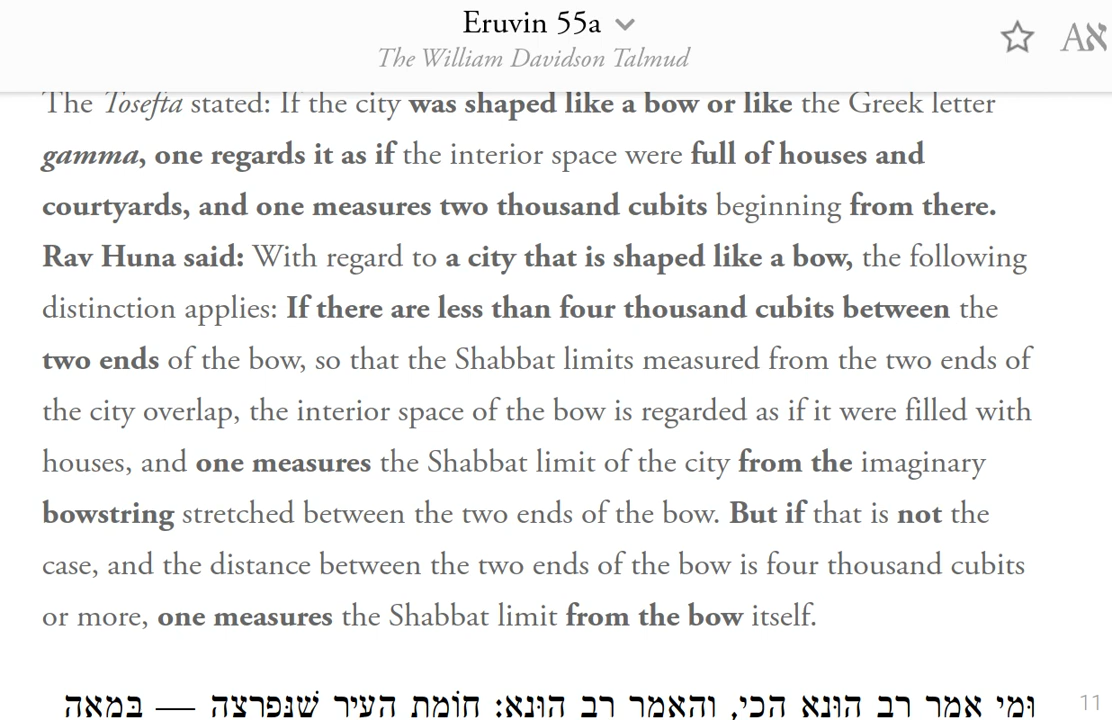 Eruvin 55a
The William Davidson Talmud
Aא
The Tosefta stated: If the city was shaped like a bow or like the Greek letter
gamma, one regards it as if the interior space were full of houses and
courtyards, and one measures two thousand cubits beginning from there.
Rav Huna said: With regard to a city that is shaped like a bow, the following
distinction applies: If there are less than four thousand cubits between the
two ends of the bow, so that the Shabbat limits measured from the two ends of
the city overlap, the interior space of the bow is regarded as if it were filled with
houses, and one measures the Shabbat limit of the city from the imaginary
bowstring stretched between the two ends of the bow. But if that is not the
case, and the distance between the two ends of the bow is four thousand cubits
or more, one measures the Shabbat limit from the bow itself.
11
וּמִי אָמַר רַב הוּנָא הָכִי, וְהָאָמַר רַב הוּנָא: חוֹמַת הָעִיר שֶׁנִּפְרְצָה — בְּמֵאָה